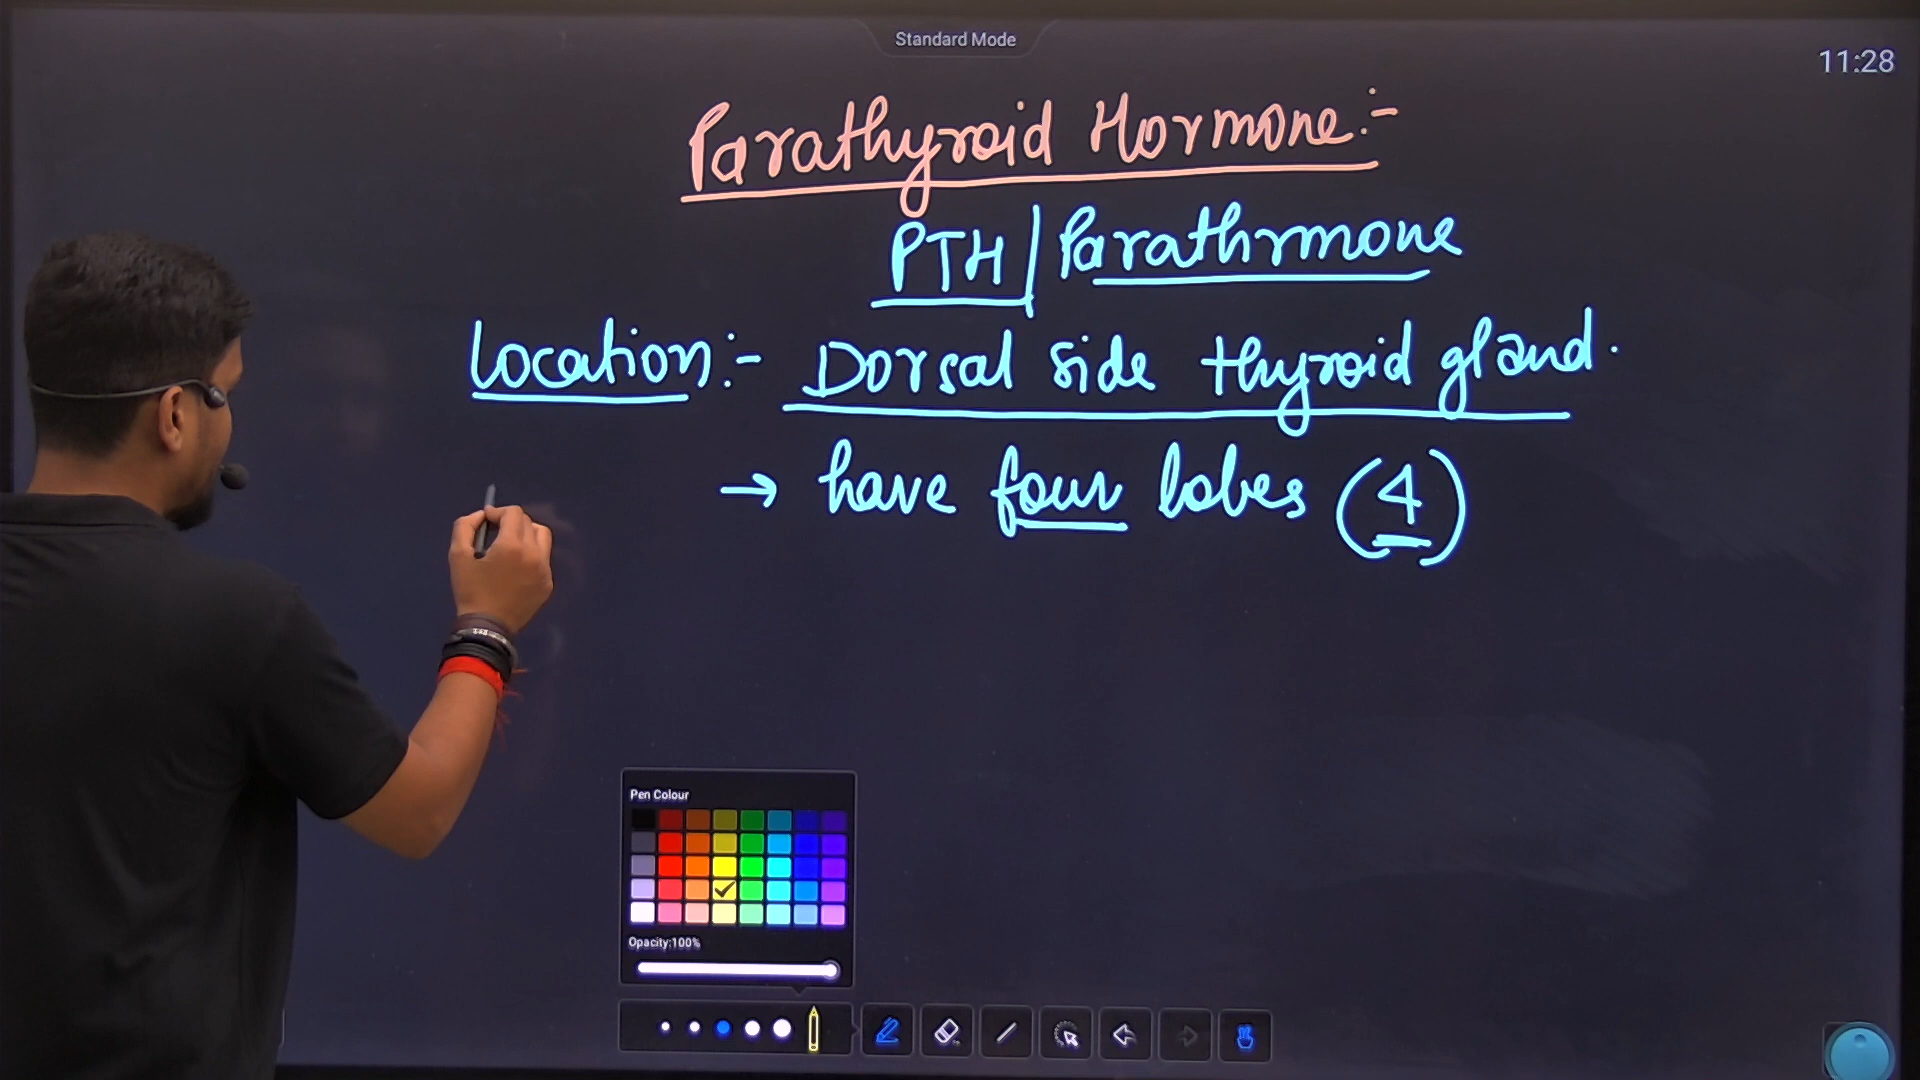 Standard Mode
11:28
Parathyroid Hormone:-
PTH | Parathrmone
Location:- Dorsal side thyroid gland.
→ have four lobes (4)
Pen Colour
Opacity:100%